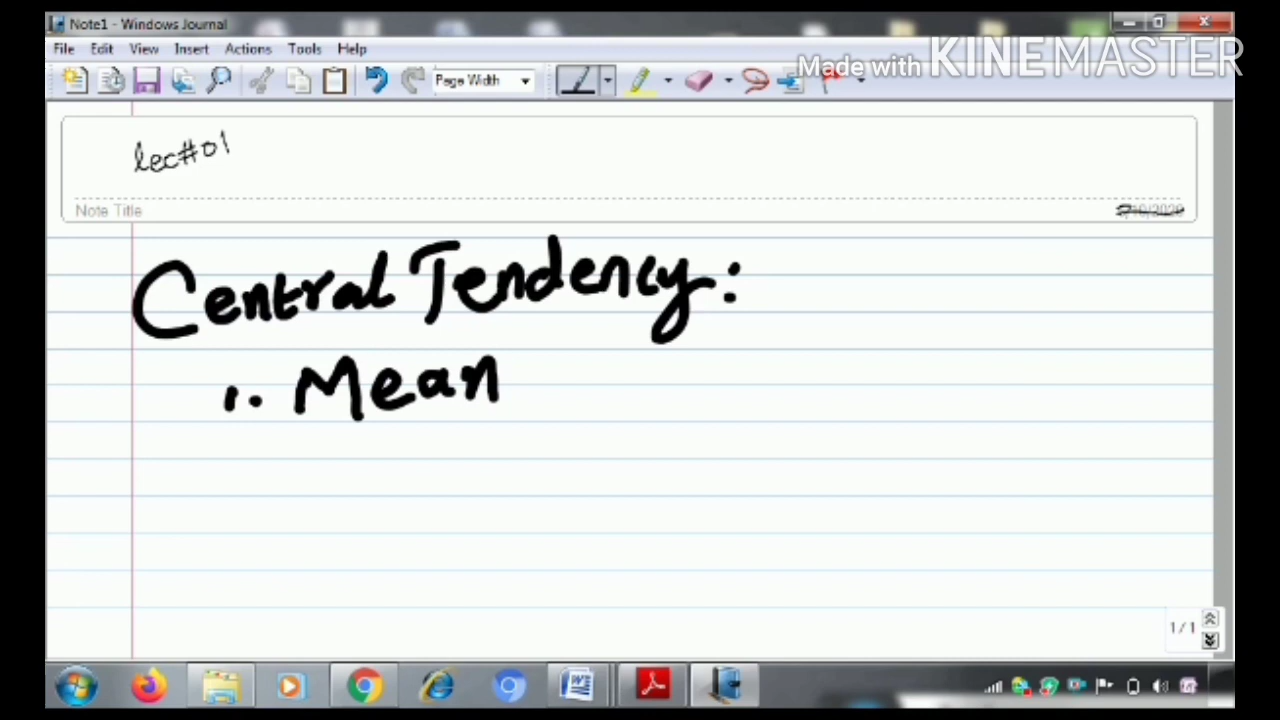 Note1 - Windows Journal
File Edit View Insert Actions Tools Help
Made with KINEMASTER
Page Width
lec#01
Note Title
Central Tendency:
1. Mean
1/1